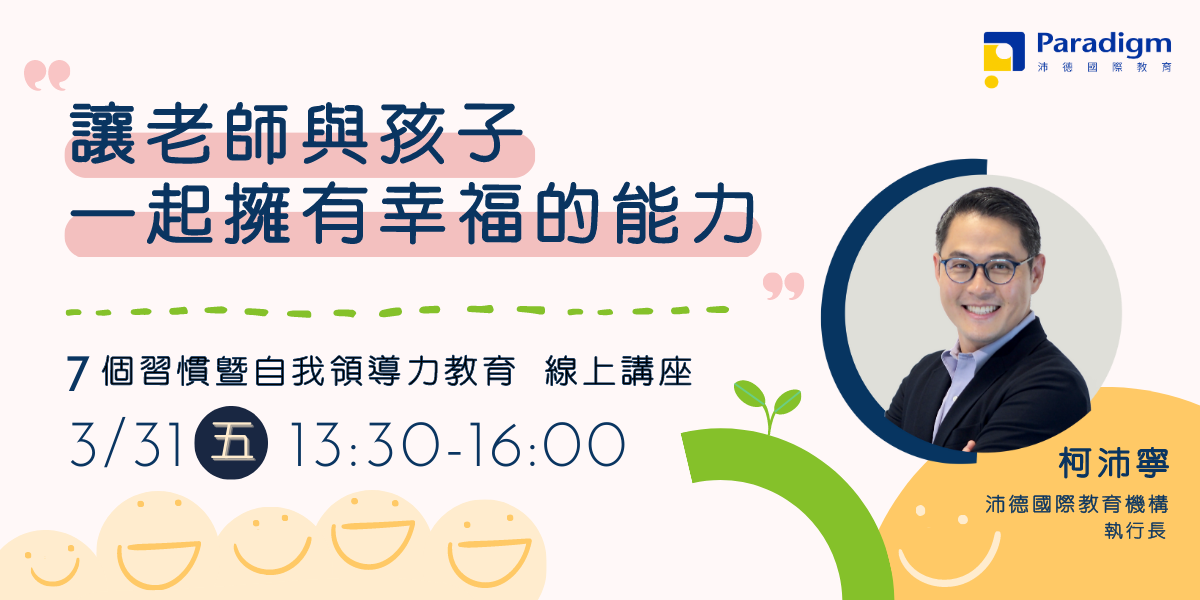 Paradigm
沛德國際教育
讓老師與孩子
一起擁有幸福的能力
7個習慣暨自我領導力教育 線上講座
3/31 五 13:30-16:00
柯沛寧
沛德國際教育機構
執行長